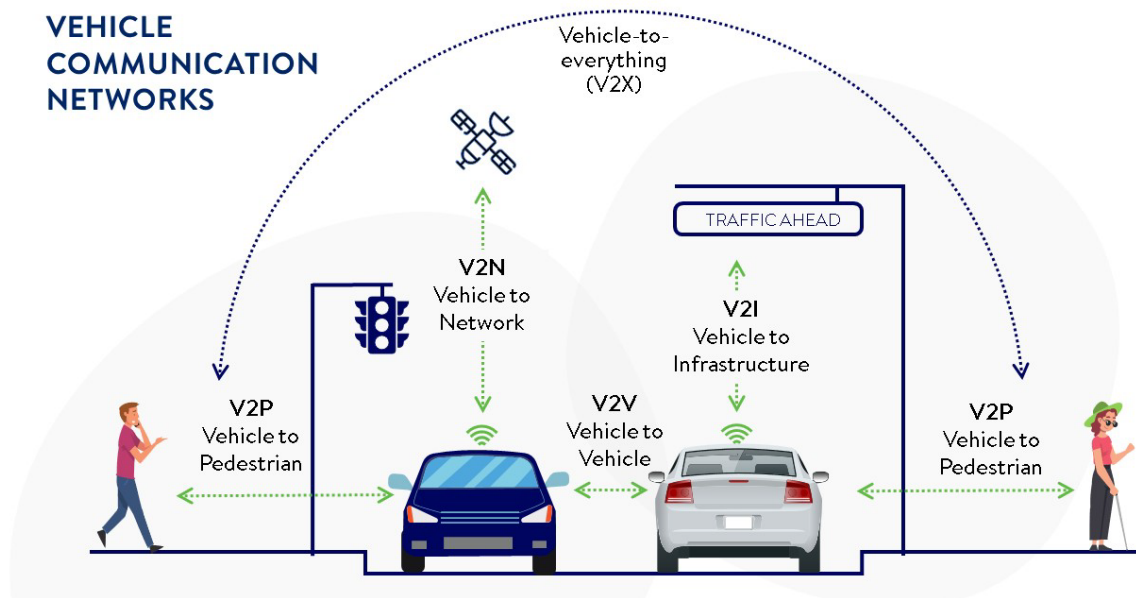 VEHICLE
COMMUNICATION
NETWORKS
Vehicle-to-
everything
(V2X)
TRAFFIC AHEAD
V2N
Vehicle to
Network
V2I
Vehicle to
Infrastructure
V2P
Vehicle to
Pedestrian
V2V
Vehicle to
Vehicle
V2P
Vehicle to
Pedestrian